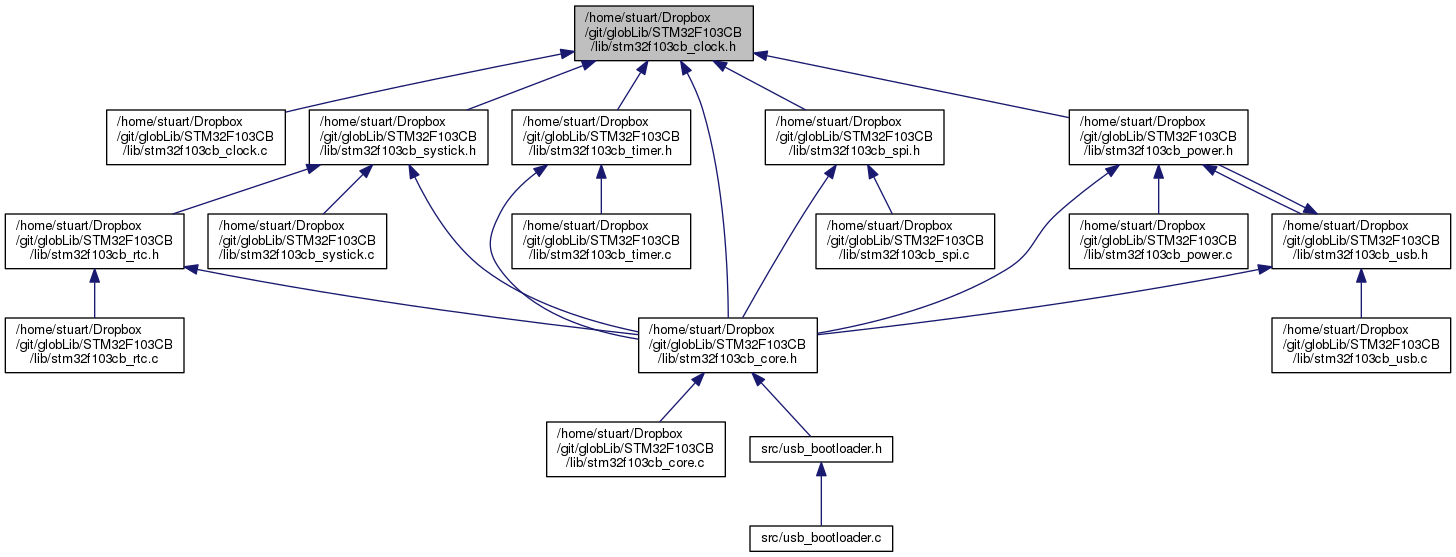 /home/stuart/Dropbox
/git/globLib/STM32F103CB
/lib/stm32f103cb_clock.h
/home/stuart/Dropbox
/git/globLib/STM32F103CB
/lib/stm32f103cb_clock.c
/home/stuart/Dropbox
/git/globLib/STM32F103CB
/lib/stm32f103cb_systick.h
/home/stuart/Dropbox
/git/globLib/STM32F103CB
/lib/stm32f103cb_timer.h
/home/stuart/Dropbox
/git/globLib/STM32F103CB
/lib/stm32f103cb_spi.h
/home/stuart/Dropbox
/git/globLib/STM32F103CB
/lib/stm32f103cb_power.h
/home/stuart/Dropbox
/git/globLib/STM32F103CB
/lib/stm32f103cb_rtc.h
/home/stuart/Dropbox
/git/globLib/STM32F103CB
/lib/stm32f103cb_systick.c
/home/stuart/Dropbox
/git/globLib/STM32F103CB
/lib/stm32f103cb_timer.c
/home/stuart/Dropbox
/git/globLib/STM32F103CB
/lib/stm32f103cb_spi.c
/home/stuart/Dropbox
/git/globLib/STM32F103CB
/lib/stm32f103cb_power.c
/home/stuart/Dropbox
/git/globLib/STM32F103CB
/lib/stm32f103cb_usb.h
/home/stuart/Dropbox
/git/globLib/STM32F103CB
/lib/stm32f103cb_rtc.c
/home/stuart/Dropbox
/git/globLib/STM32F103CB
/lib/stm32f103cb_core.h
/home/stuart/Dropbox
/git/globLib/STM32F103CB
/lib/stm32f103cb_usb.c
/home/stuart/Dropbox
/git/globLib/STM32F103CB
/lib/stm32f103cb_core.c
src/usb_bootloader.h
src/usb_bootloader.c